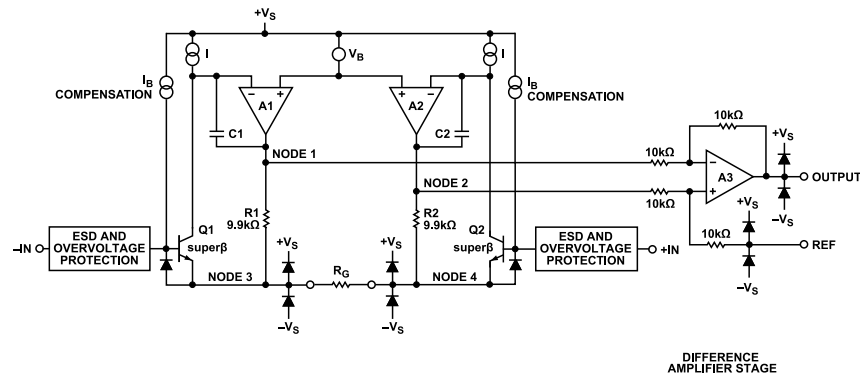 +VS
I
VB
I
IB
COMPENSATION
IB
COMPENSATION
−
+
A1
+
−
A2
C1
C2
10kΩ
+VS
NODE 1
10kΩ
−
A3
+
OUTPUT
NODE 2
10kΩ
+VS
−VS
R1
9.9kΩ
R2
9.9kΩ
Q1
superβ
Q2
superβ
10kΩ
REF
−IN
ESD AND
OVERVOLTAGE
PROTECTION
+VS
+VS
ESD AND
OVERVOLTAGE
PROTECTION
+IN
−VS
NODE 3
RG
NODE 4
−VS
−VS
DIFFERENCE
AMPLIFIER STAGE